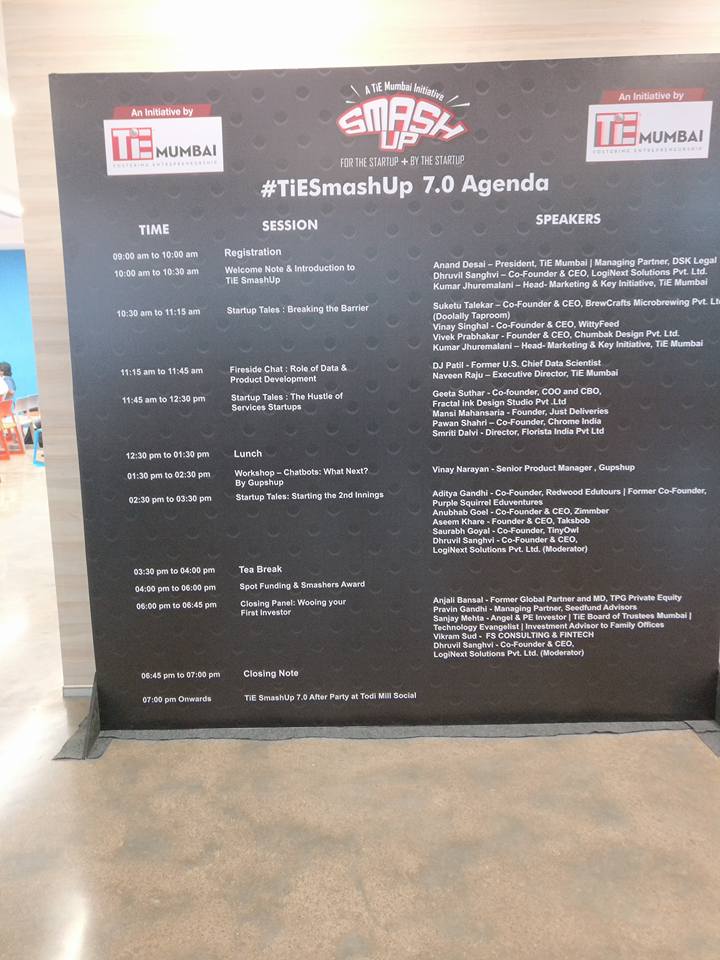 An Initiative by
TiE MUMBAI
FOSTERING ENTREPRENEURSHIP
A TiE Mumbai Initiative
SMASH UP
FOR THE STARTUP + BY THE STARTUP
An Initiative by
TiE MUMBAI
FOSTERING ENTREPRENEURSHIP
#TiESmashUp 7.0 Agenda
TIME SESSION SPEAKERS
09:00 am to 10:00 am Registration
10:00 am to 10:30 am Welcome Note & Introduction to
TiE SmashUp
Anand Desai – President, TiE Mumbai | Managing Partner, DSK Legal
Dhruvil Sanghvi – Co-Founder & CEO, LogiNext Solutions Pvt. Ltd.
Kumar Jhuremalani – Head- Marketing & Key Initiative, TiE Mumbai
10:30 am to 11:15 am Startup Tales : Breaking the Barrier
Suketu Talekar – Co-Founder & CEO, BrewCrafts Microbrewing Pvt. Lt
(Doolally Taproom)
Vinay Singhal - Co-Founder & CEO, WittyFeed
Vivek Prabhakar - Founder & CEO, Chumbak Design Pvt. Ltd.
Kumar Jhuremalani – Head- Marketing & Key Initiative, TiE Mumbai
11:15 am to 11:45 am Fireside Chat : Role of Data &
Product Development
DJ Patil - Former U.S. Chief Data Scientist
Naveen Raju – Executive Director, TiE Mumbai
11:45 am to 12:30 pm Startup Tales : The Hustle of
Services Startups
Geeta Suthar - Co-founder, COO and CBO,
Fractal ink Design Studio Pvt .Ltd
Mansi Mahansaria - Founder, Just Deliveries
Pawan Shahri – Co-Founder, Chrome India
Smriti Dalvi - Director, Florista India Pvt Ltd
12:30 pm to 01:30 pm Lunch
01:30 pm to 02:30 pm Workshop – Chatbots: What Next?
By Gupshup
Vinay Narayan - Senior Product Manager , Gupshup
02:30 pm to 03:30 pm Startup Tales: Starting the 2nd Innings
Aditya Gandhi - Co-Founder, Redwood Edutours | Former Co-Founder,
Purple Squirrel Eduventures
Anubhab Goel - Co-Founder & CEO, Zimmber
Aseem Khare - Founder & CEO, Taksbob
Saurabh Goyal - Co-Founder, TinyOwl
Dhruvil Sanghvi - Co-Founder & CEO,
LogiNext Solutions Pvt. Ltd. (Moderator)
03:30 pm to 04:00 pm Tea Break
04:00 pm to 06:00 pm Spot Funding & Smashers Award
06:00 pm to 06:45 pm Closing Panel: Wooing your
First Investor
Anjali Bansal - Former Global Partner and MD, TPG Private Equity
Pravin Gandhi - Managing Partner, Seedfund Advisors
Sanjay Mehta - Angel & PE Investor | TiE Board of Trustees Mumbai |
Technology Evangelist | Investment Advisor to Family Offices
Vikram Sud - FS CONSULTING & FINTECH
Dhruvil Sanghvi - Co-Founder & CEO,
LogiNext Solutions Pvt. Ltd. (Moderator)
06:45 pm to 07:00 pm Closing Note
07:00 pm Onwards TiE SmashUp 7.0 After Party at Todi Mill Social